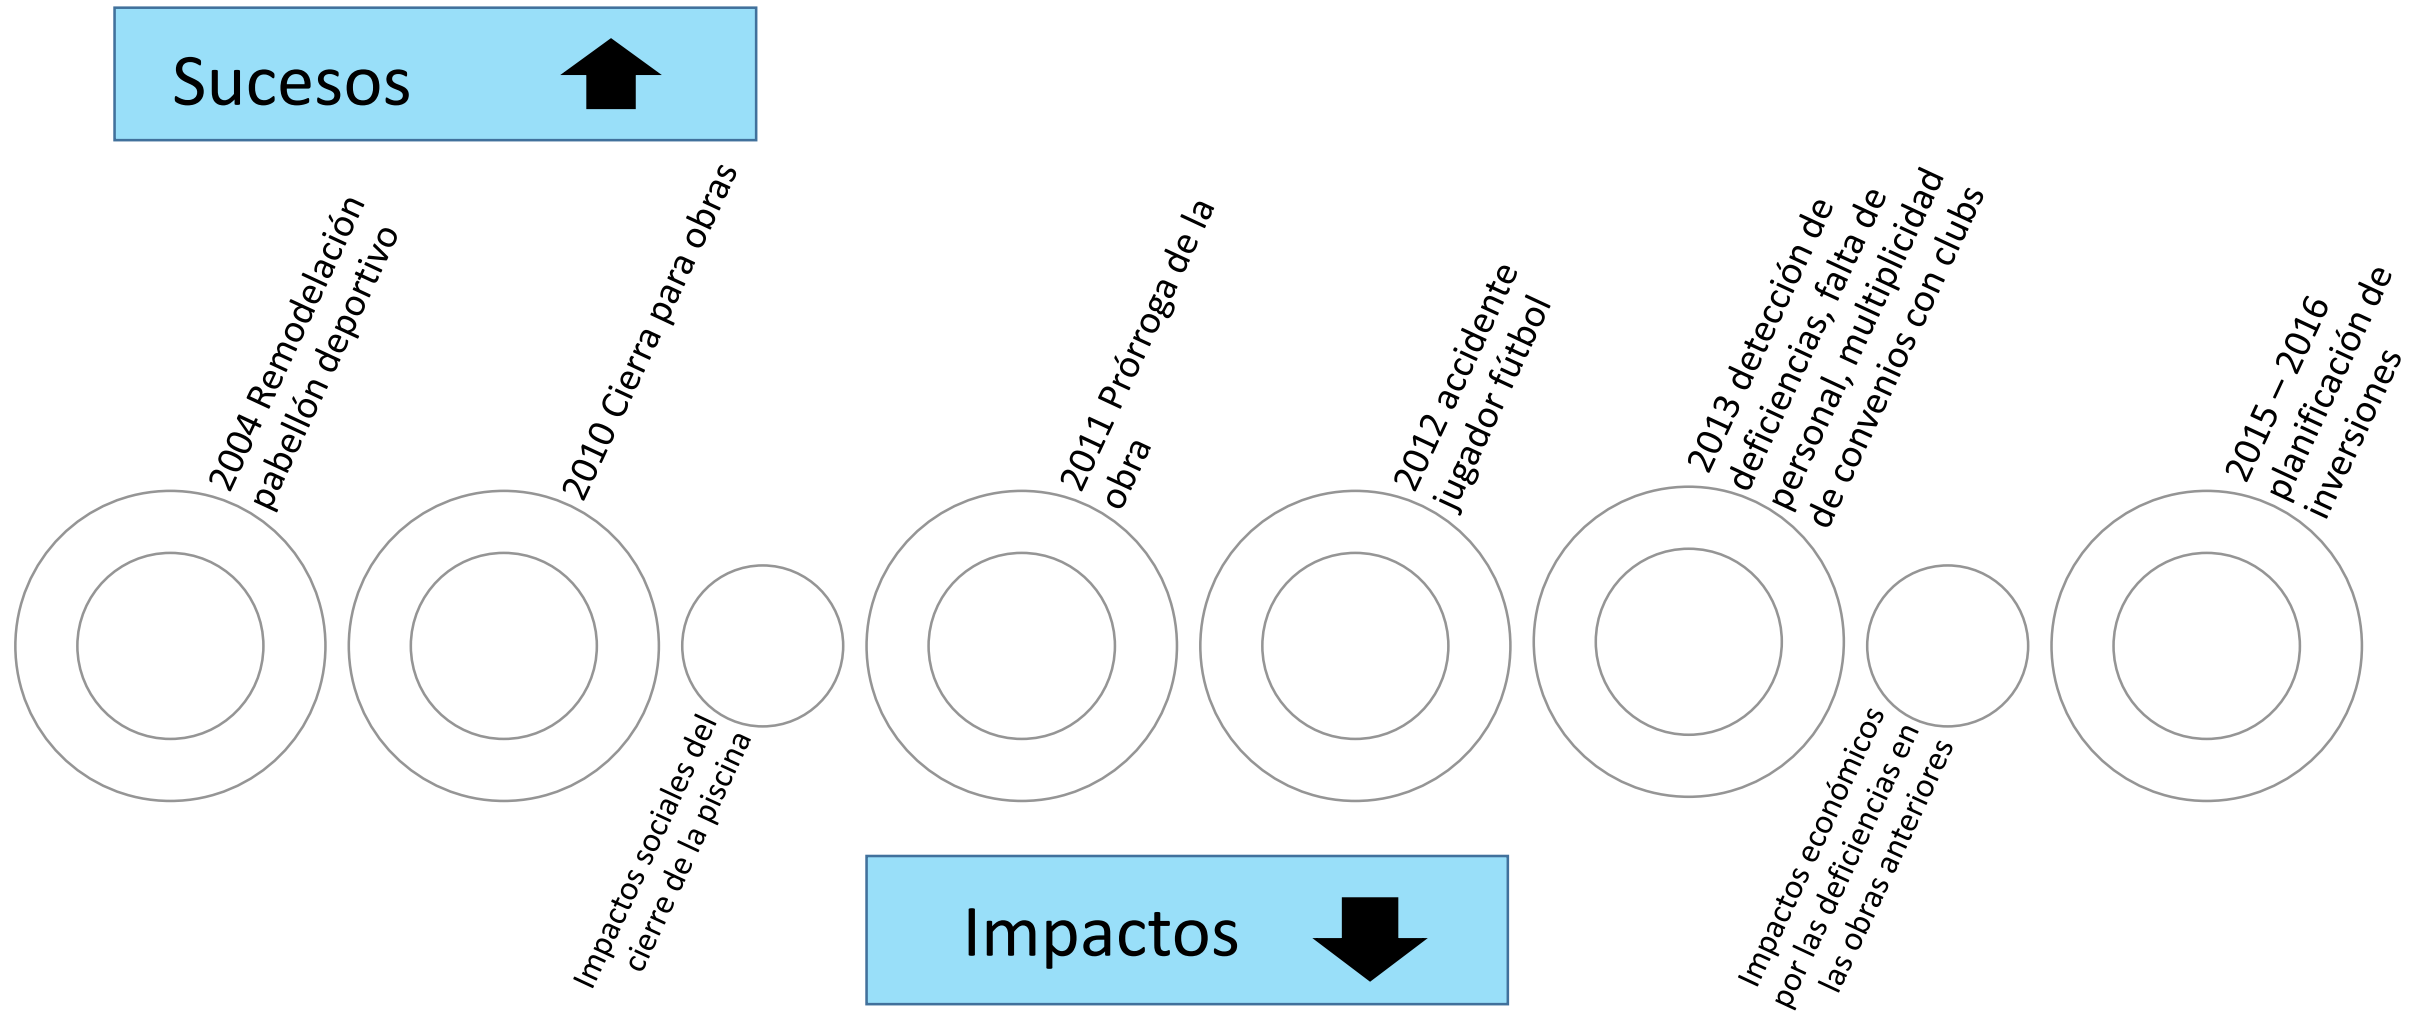 Sucesos
2004 Remodelación
pabellón deportivo
2010 Cierra para obras
Impactos sociales del
cierre de la piscina
2011 Prórroga de la
obra
2012 accidente
jugador fútbol
2013 detección de
deficiencias, falta de
personal, multiplicidad
de convenios con clubs
Impactos económicos
por las deficiencias en
las obras anteriores
2015 – 2016
planificación de
inversiones
Impactos